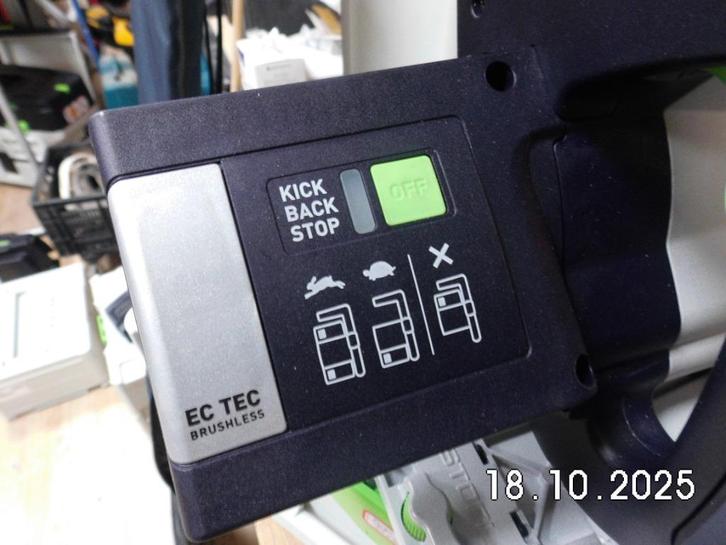 KICK
BACK
STOP
OFF
EC TEC
BRUSHLESS
18.10.2025